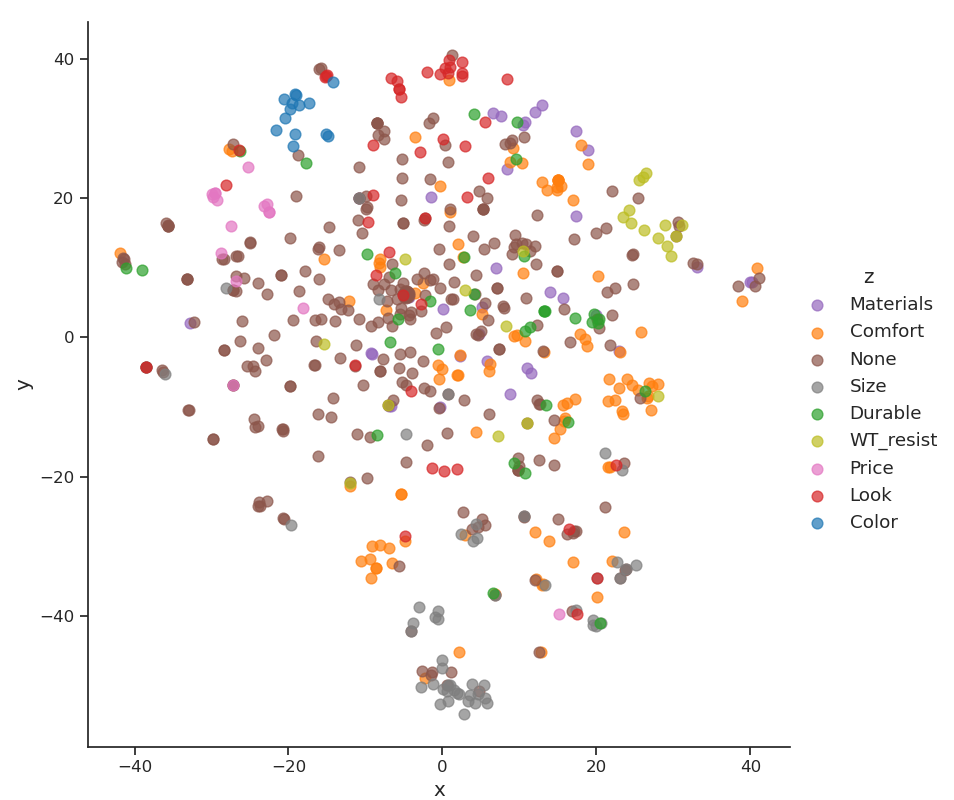 40
20
0
−20
−40
y
−40
−20
0
20
40
x
z
Materials
Comfort
None
Size
Durable
WT_resist
Price
Look
Color